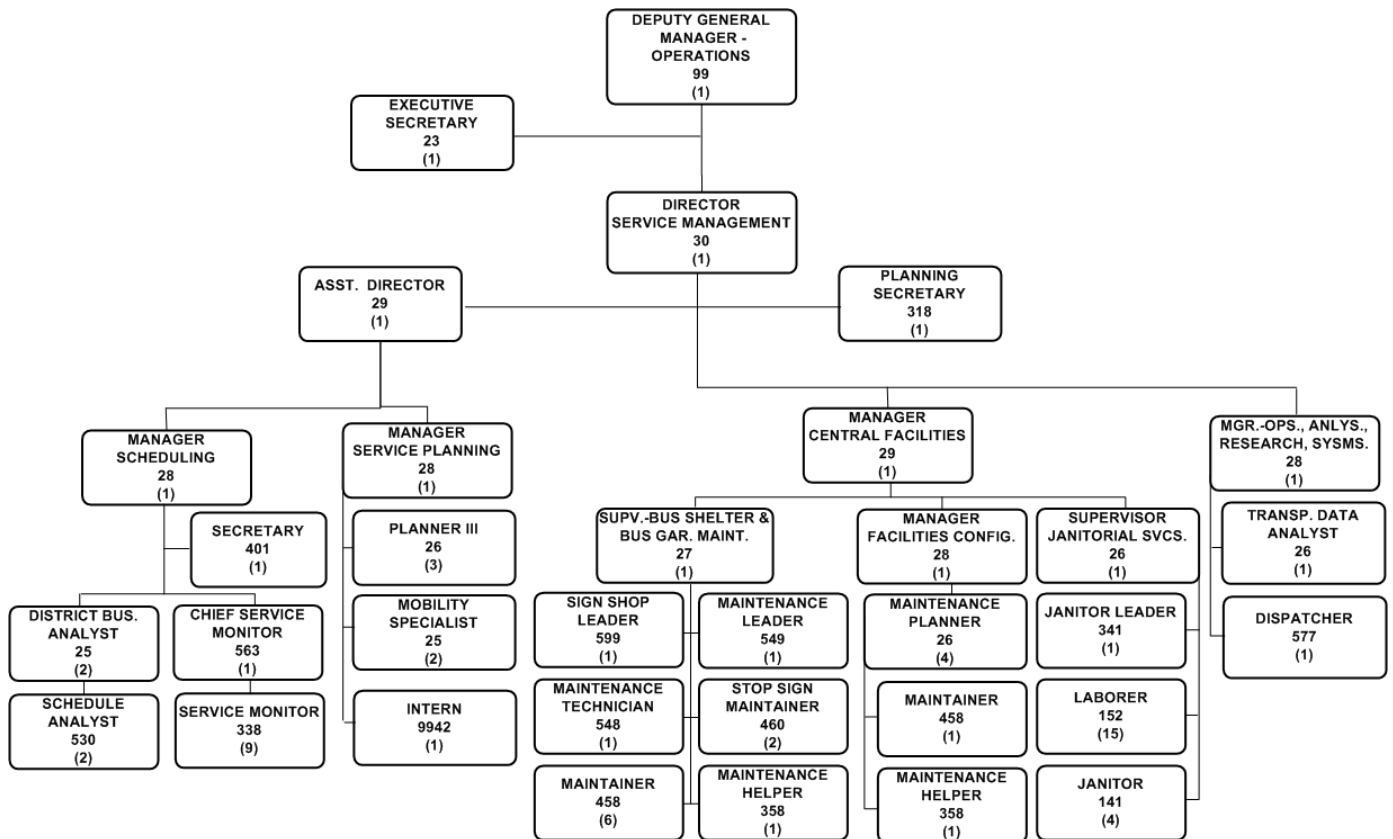 DEPUTY GENERAL
MANAGER -
OPERATIONS
99
(1)
EXECUTIVE
SECRETARY
23
(1)
DIRECTOR
SERVICE MANAGEMENT
30
(1)
ASST. DIRECTOR
29
(1)
PLANNING
SECRETARY
318
(1)
MANAGER
SCHEDULING
28
(1)
MANAGER
SERVICE PLANNING
28
(1)
MANAGER
CENTRAL FACILITIES
29
(1)
MGR.-OPS., ANLYS.,
RESEARCH, SYSMS.
28
(1)
SECRETARY
401
(1)
DISTRICT BUS.
ANALYST
25
(2)
CHIEF SERVICE
MONITOR
563
(1)
SCHEDULE
ANALYST
530
(2)
SERVICE MONITOR
338
(9)
PLANNER III
26
(3)
MOBILITY
SPECIALIST
25
(2)
INTERN
9942
(1)
SUPV.-BUS SHELTER &
BUS GAR. MAINT.
27
(1)
SIGN SHOP
LEADER
599
(1)
MAINTENANCE
LEADER
549
(1)
MAINTENANCE
TECHNICIAN
548
(1)
STOP SIGN
MAINTAINER
460
(2)
MAINTAINER
458
(6)
MAINTENANCE
HELPER
358
(1)
MANAGER
FACILITIES CONFIG.
28
(1)
MAINTENANCE
PLANNER
26
(4)
MAINTAINER
458
(1)
MAINTENANCE
HELPER
358
(1)
SUPERVISOR
JANITORIAL SVCS.
26
(1)
JANITOR LEADER
341
(1)
LABORER
152
(15)
JANITOR
141
(4)
TRANSP. DATA
ANALYST
26
(1)
DISPATCHER
577
(1)